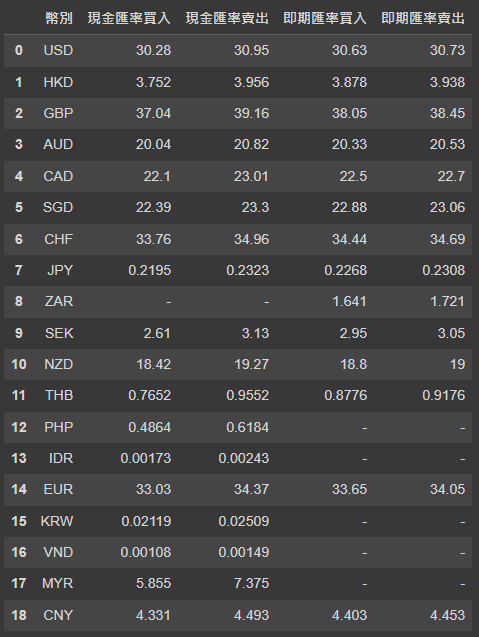 幣別 現金匯率買入 現金匯率賣出 即期匯率買入 即期匯率賣出
0 USD 30.28 30.95 30.63 30.73
1 HKD 3.752 3.956 3.878 3.938
2 GBP 37.04 39.16 38.05 38.45
3 AUD 20.04 20.82 20.33 20.53
4 CAD 22.1 23.01 22.5 22.7
5 SGD 22.39 23.3 22.88 23.06
6 CHF 33.76 34.96 34.44 34.69
7 JPY 0.2195 0.2323 0.2268 0.2308
8 ZAR - - 1.641 1.721
9 SEK 2.61 3.13 2.95 3.05
10 NZD 18.42 19.27 18.8 19
11 THB 0.7652 0.9552 0.8776 0.9176
12 PHP 0.4864 0.6184 - -
13 IDR 0.00173 0.00243 - -
14 EUR 33.03 34.37 33.65 34.05
15 KRW 0.02119 0.02509 - -
16 VND 0.00108 0.00149 - -
17 MYR 5.855 7.375 - -
18 CNY 4.331 4.493 4.403 4.453